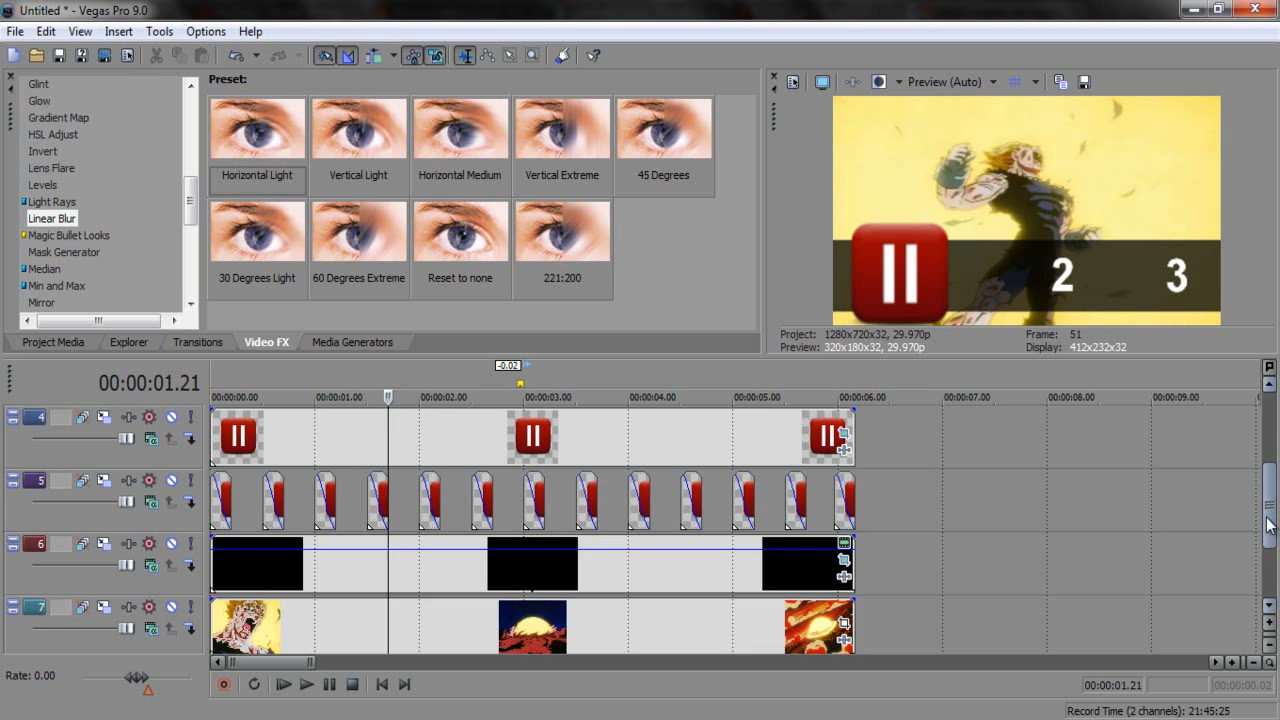 Untitled * - Vegas Pro 9.0
File Edit View Insert Tools Options Help
Glint
Glow
Gradient Map
HSL Adjust
Invert
Lens Flare
Levels
Light Rays
Linear Blur
Magic Bullet Looks
Mask Generator
Median
Min and Max
Mirror
Preset:
Horizontal Light Vertical Light Horizontal Medium Vertical Extreme 45 Degrees
30 Degrees Light 60 Degrees Extreme Reset to none 221:200
Project Media Explorer Transitions Video FX Media Generators
Preview (Auto)
2 3
Project: 1280x720x32, 29.970p Frame: 51
Preview: 320x180x32, 29.970p Display: 412x232x32
-0.02
00:00:01.21
00:00:00.00 00:00:01.00 00:00:02.00 00:00:03.00 00:00:04.00 00:00:05.00 00:00:06.00 00:00:07.00 00:00:08.00 00:00:09.00
4
5
6
7
Rate: 0.00
00:00:01.21 00:00:00.02
Record Time (2 channels): 21:45:25